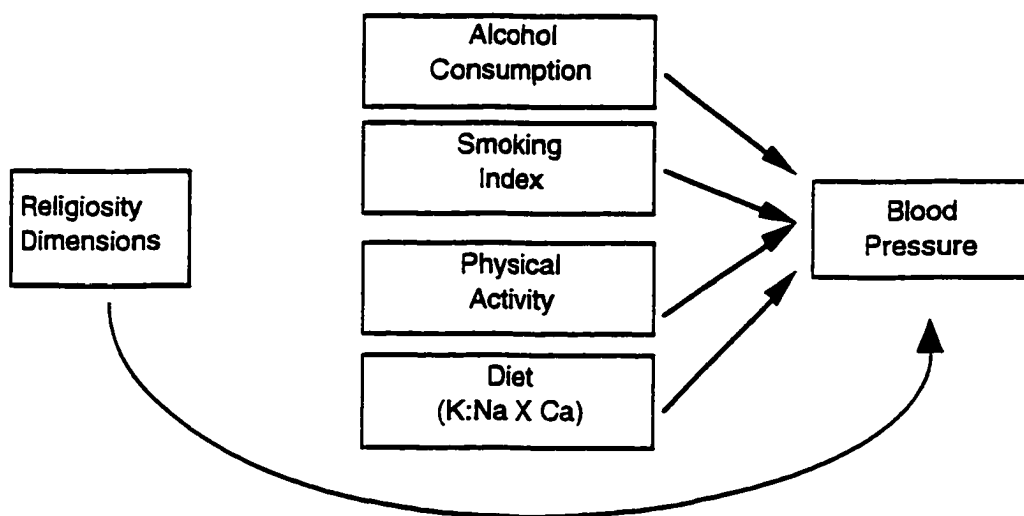 Alcohol
Consumption
Smoking
Index
Religiosity
Dimensions
Blood
Pressure
Physical
Activity
Diet
(K:Na X Ca)